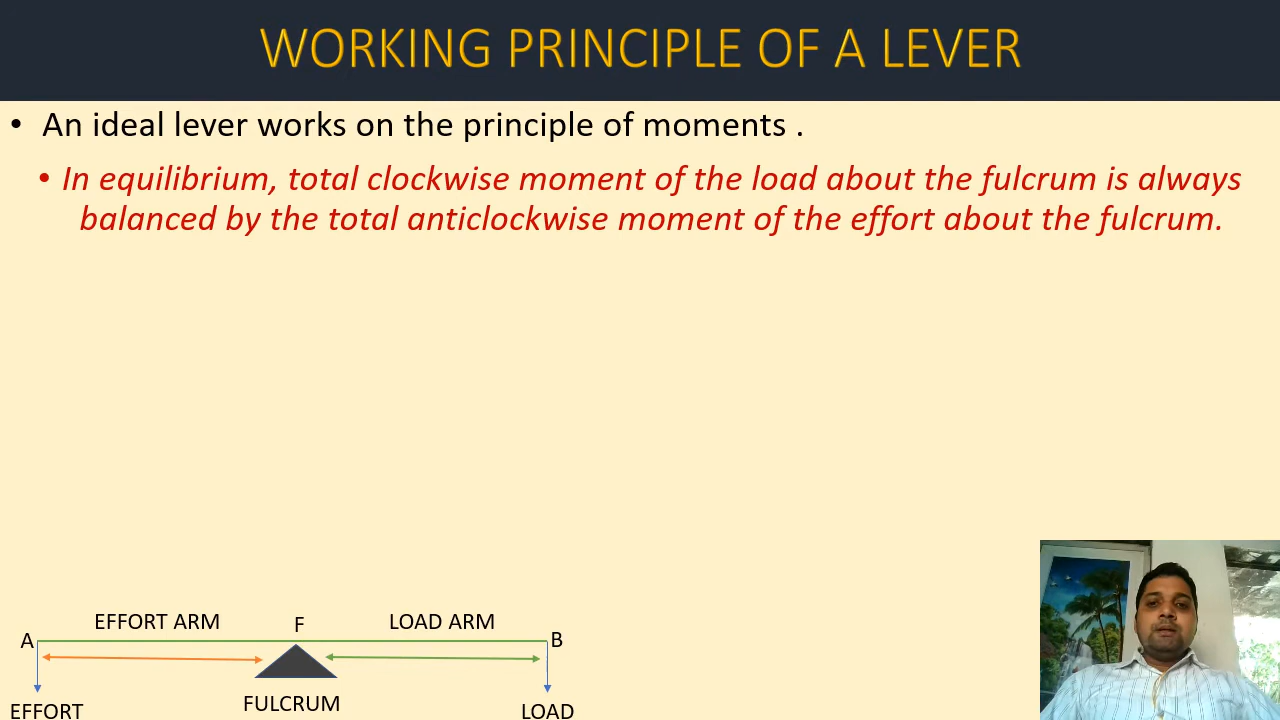 WORKING PRINCIPLE OF A LEVER
• An ideal lever works on the principle of moments .
• In equilibrium, total clockwise moment of the load about the fulcrum is always
balanced by the total anticlockwise moment of the effort about the fulcrum.
EFFORT ARM F LOAD ARM
A B
FULCRUM
EFFORT LOAD